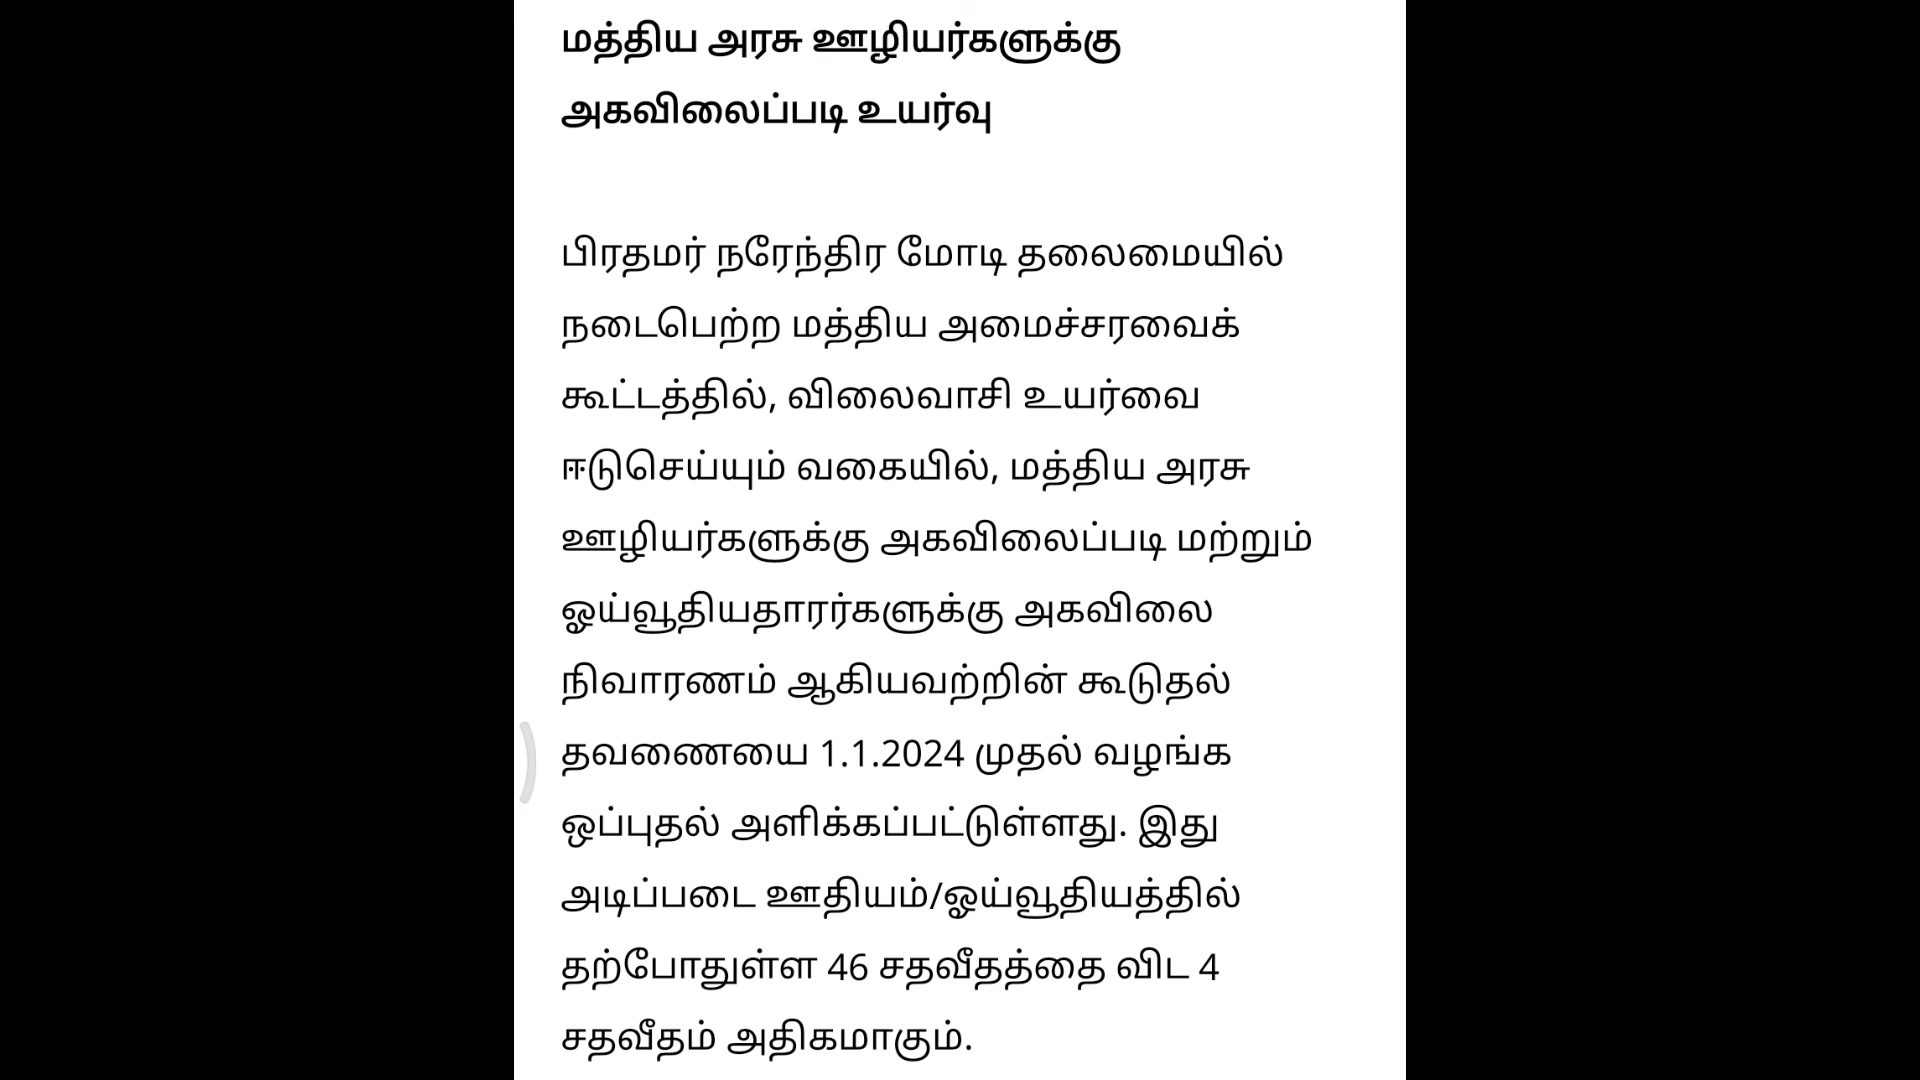 மத்திய அரசு ஊழியர்களுக்கு
அகவிலைப்படி உயர்வு
பிரதமர் நரேந்திர மோடி தலைமையில்
நடைபெற்ற மத்திய அமைச்சரவைக்
கூட்டத்தில், விலைவாசி உயர்வை
ஈடுசெய்யும் வகையில், மத்திய அரசு
ஊழியர்களுக்கு அகவிலைப்படி மற்றும்
ஓய்வூதியதாரர்களுக்கு அகவிலை
நிவாரணம் ஆகியவற்றின் கூடுதல்
தவணையை 1.1.2024 முதல் வழங்க
ஒப்புதல் அளிக்கப்பட்டுள்ளது. இது
அடிப்படை ஊதியம்/ஓய்வூதியத்தில்
தற்போதுள்ள 46 சதவீதத்தை விட 4
சதவீதம் அதிகமாகும்.